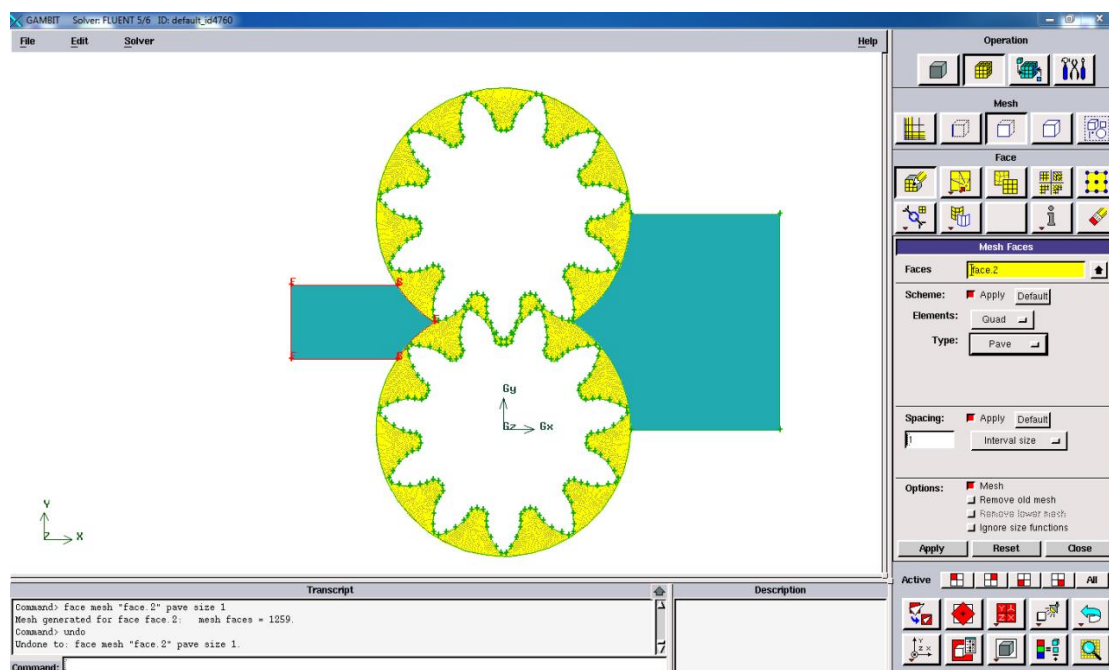 GAMBIT Solver: FLUENT 5/6 ID: default_id4760
File Edit Solver Help
Operation
Mesh
Face
Mesh Faces
Faces face.2
Scheme: Apply Default
Elements: Quad
Type: Pave
Spacing: Apply Default
1 Interval size
Options: Mesh
Remove old mesh
Remove lower mesh
Ignore size functions
Apply Reset Close
E S
E
E S
Gy
Gz Gx
Y
Z X
Active All
Transcript Description
Command> face mesh "face.2" pave size 1
Mesh generated for face face.2: mesh faces = 1259.
Command> undo
Undone to: face mesh "face.2" pave size 1.
Command: